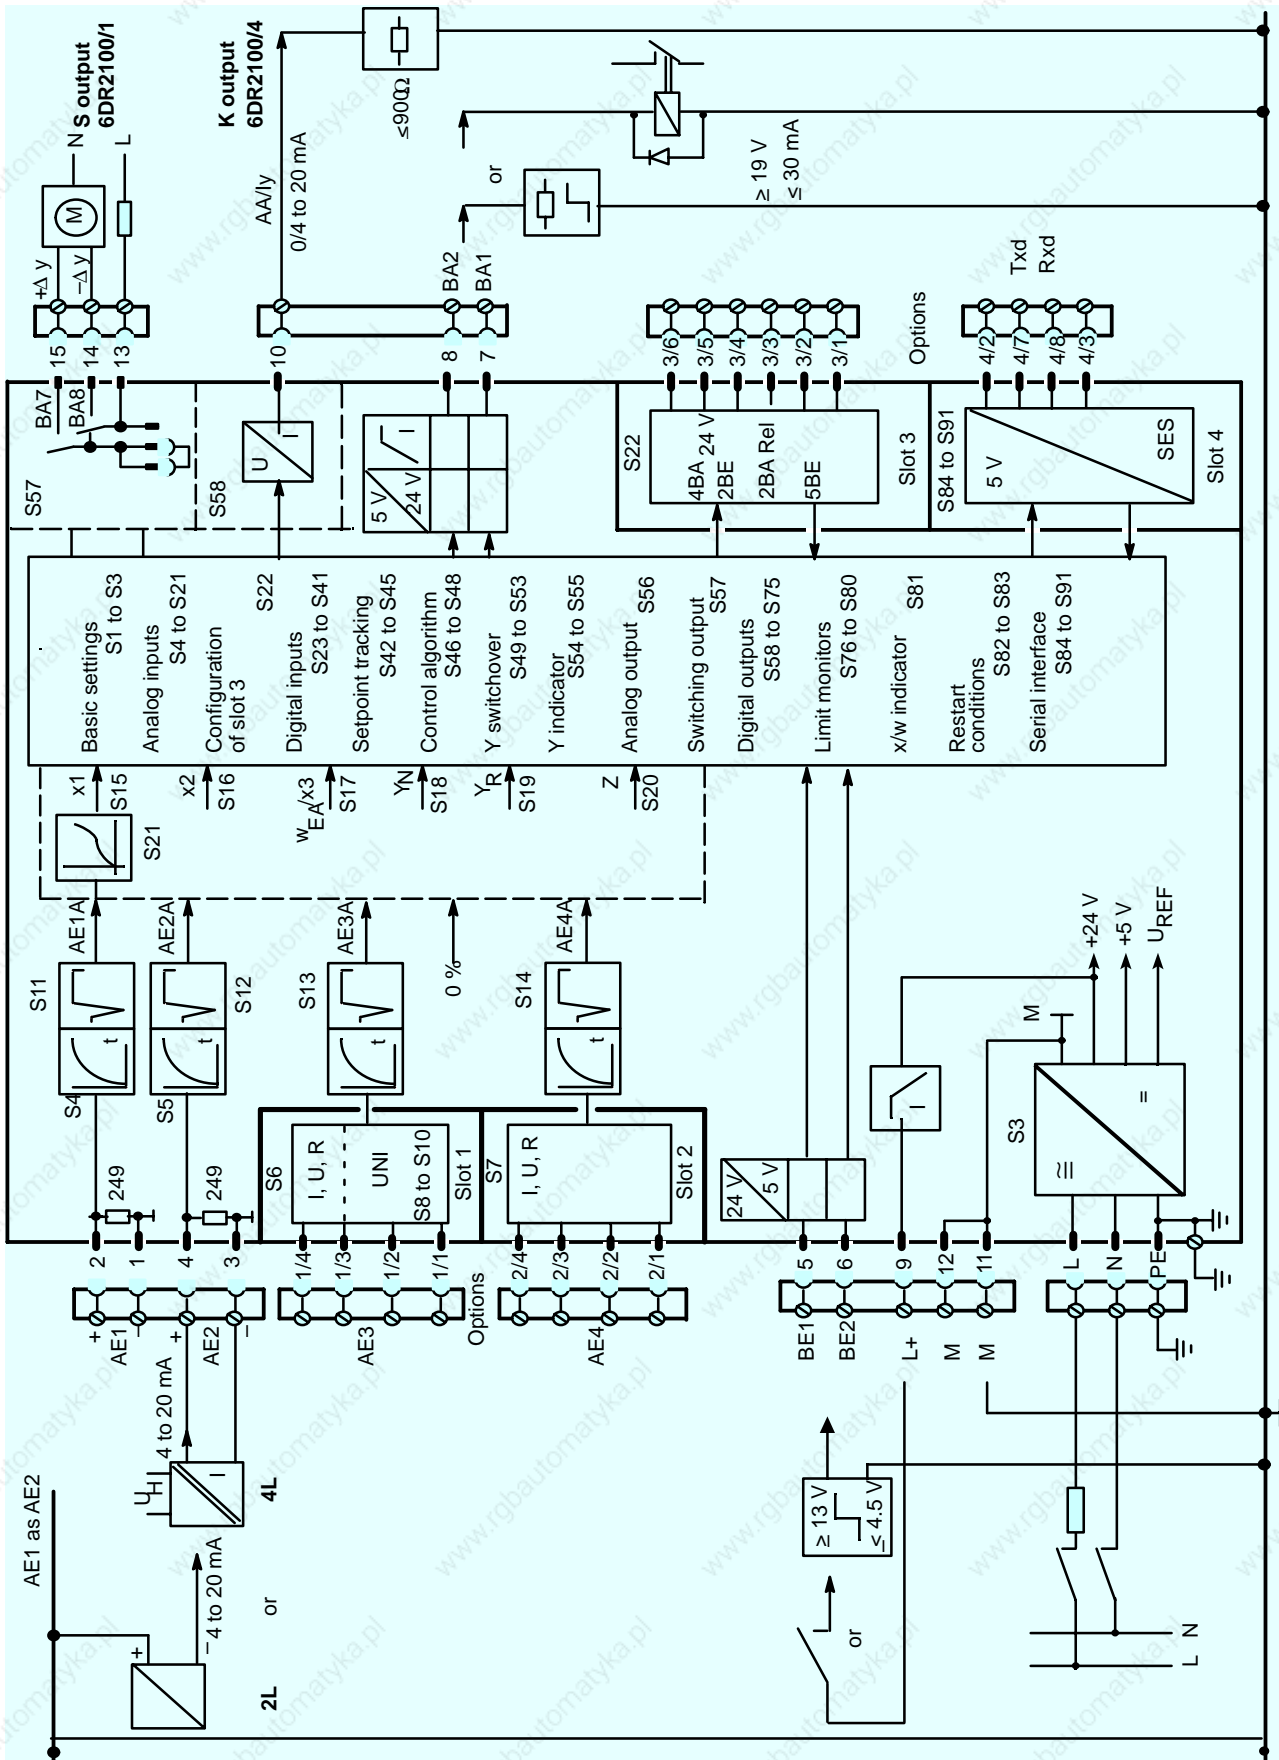 AE1 as AE2
2L
+
–
4 to 20 mA
or
U
H
4 to 20 mA
I
4L
+
AE1
–
+
AE2
–
2
1
4
3
249
249
S4
S11
t
AE1A
S5
S12
t
AE2A
S21
x1
S15
x2
S16
wEA/x3
S17
YN
S18
YR
S19
Z
S20
AE3
Options
1/4
1/3
1/2
1/1
S6
I, U, R
UNI
S8 to S10
Slot 1
S13
t
AE3A
0 %
AE4
2/4
2/3
2/2
2/1
S7
I, U, R
Slot 2
S14
t
AE4A
Basic settings
S1 to S3
Analog inputs
S4 to S21
Configuration
of slot 3
S22
Digital inputs
S23 to S41
Setpoint tracking
S42 to S45
Control algorithm
S46 to S48
Y switchover
S49 to S53
Y indicator
S54 to S55
Analog output
S56
Switching output
S57
Digital outputs
S58 to S75
Limit monitors
S76 to S80
x/w indicator
S81
Restart
conditions
S82 to S83
Serial interface
S84 to S91
or
≥ 13 V
≤ 4.5 V
BE1
BE2
L+
M
M
5
6
9
12
11
24 V
5 V
I
L
N
L
N
PE
S3
≅
=
M
+24 V
+5 V
UREF
S57
BA7
BA8
15
14
13
+Δ y
–Δ y
M
N
L
S output
6DR2100/1
S58
U
I
10
AA/Iy
0/4 to 20 mA
K output
6DR2100/4
≤900Ω
5 V
24 V
I
8
7
BA2
BA1
or
≥ 19 V
≤ 30 mA
S22
4BA 24 V
2BE
2BA Rel
5BE
Slot 3
3/6
3/5
3/4
3/3
3/2
3/1
Options
S84 to S91
5 V
SES
Slot 4
4/2
4/7
4/8
4/3
Txd
Rxd
www.rgbautomatyka.pl